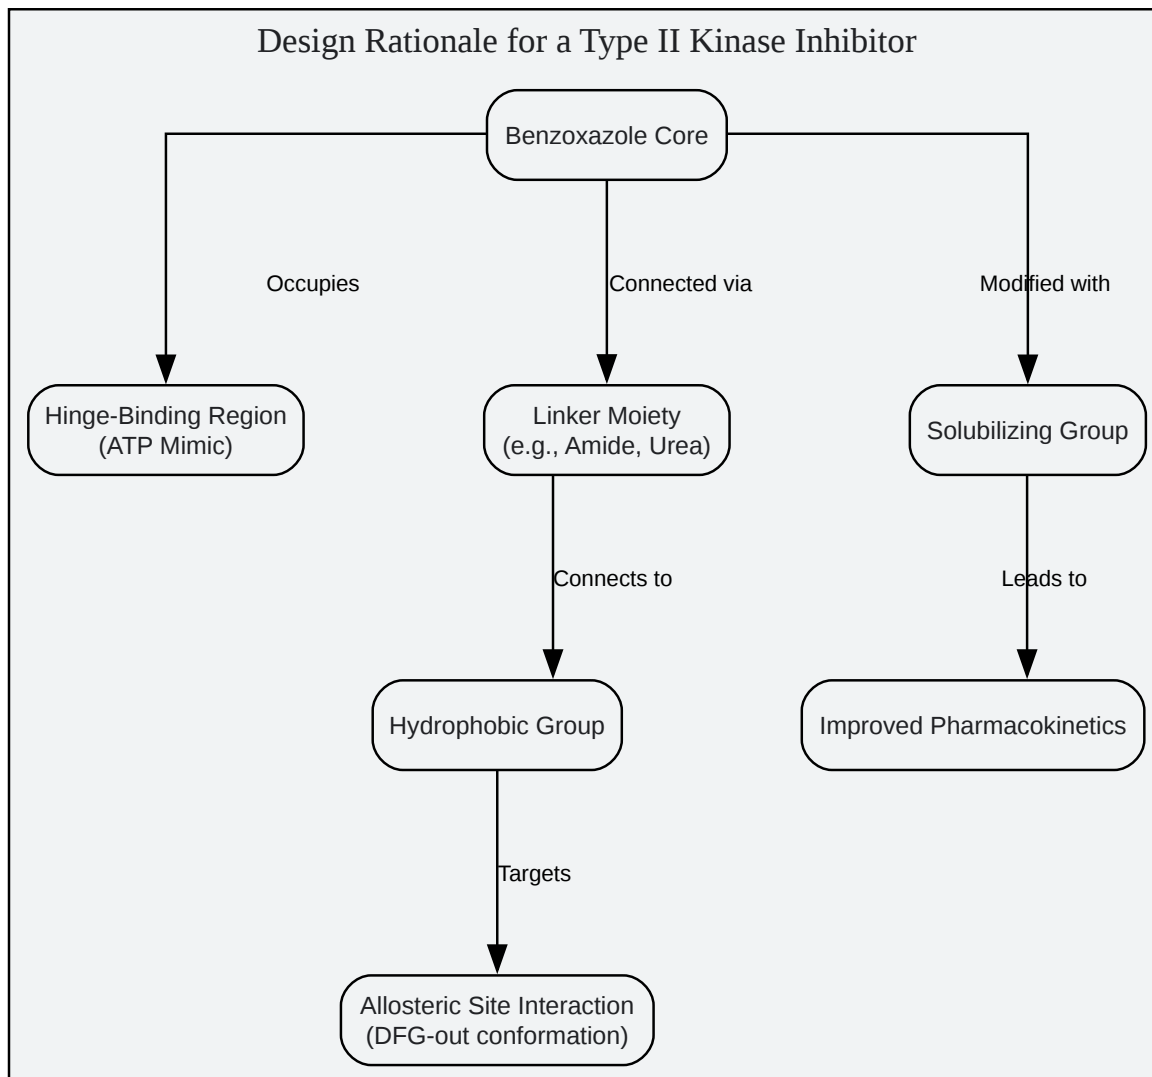 Design Rationale for a Type II Kinase Inhibitor
Benzoxazole Core
Occupies
Connected via
Modified with
Hinge-Binding Region
(ATP Mimic)
Linker Moiety
(e.g., Amide, Urea)
Solubilizing Group
Connects to
Leads to
Hydrophobic Group
Improved Pharmacokinetics
Targets
Allosteric Site Interaction
(DFG-out conformation)